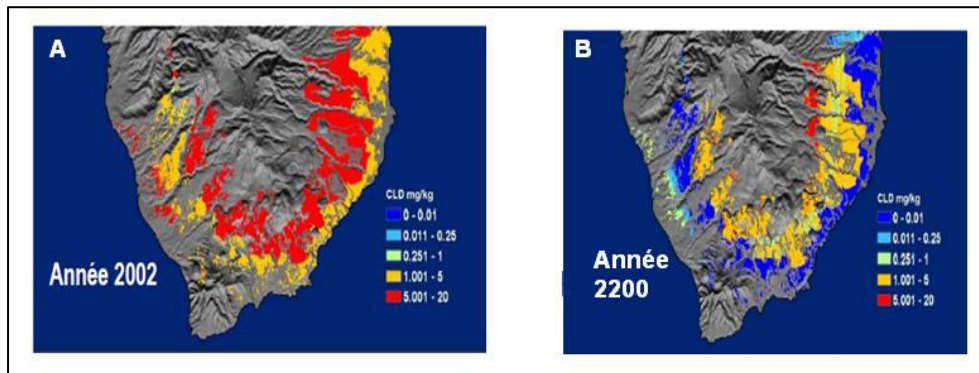 A
Année 2002
CLD mg/kg
0 - 0.01
0.011 - 0.25
0.251 - 1
1.001 - 5
5.001 - 20
B
Année
2200
CLD mg/kg
0 - 0.01
0.011 - 0.25
0.251 - 1
1.001 - 5
5.001 - 20